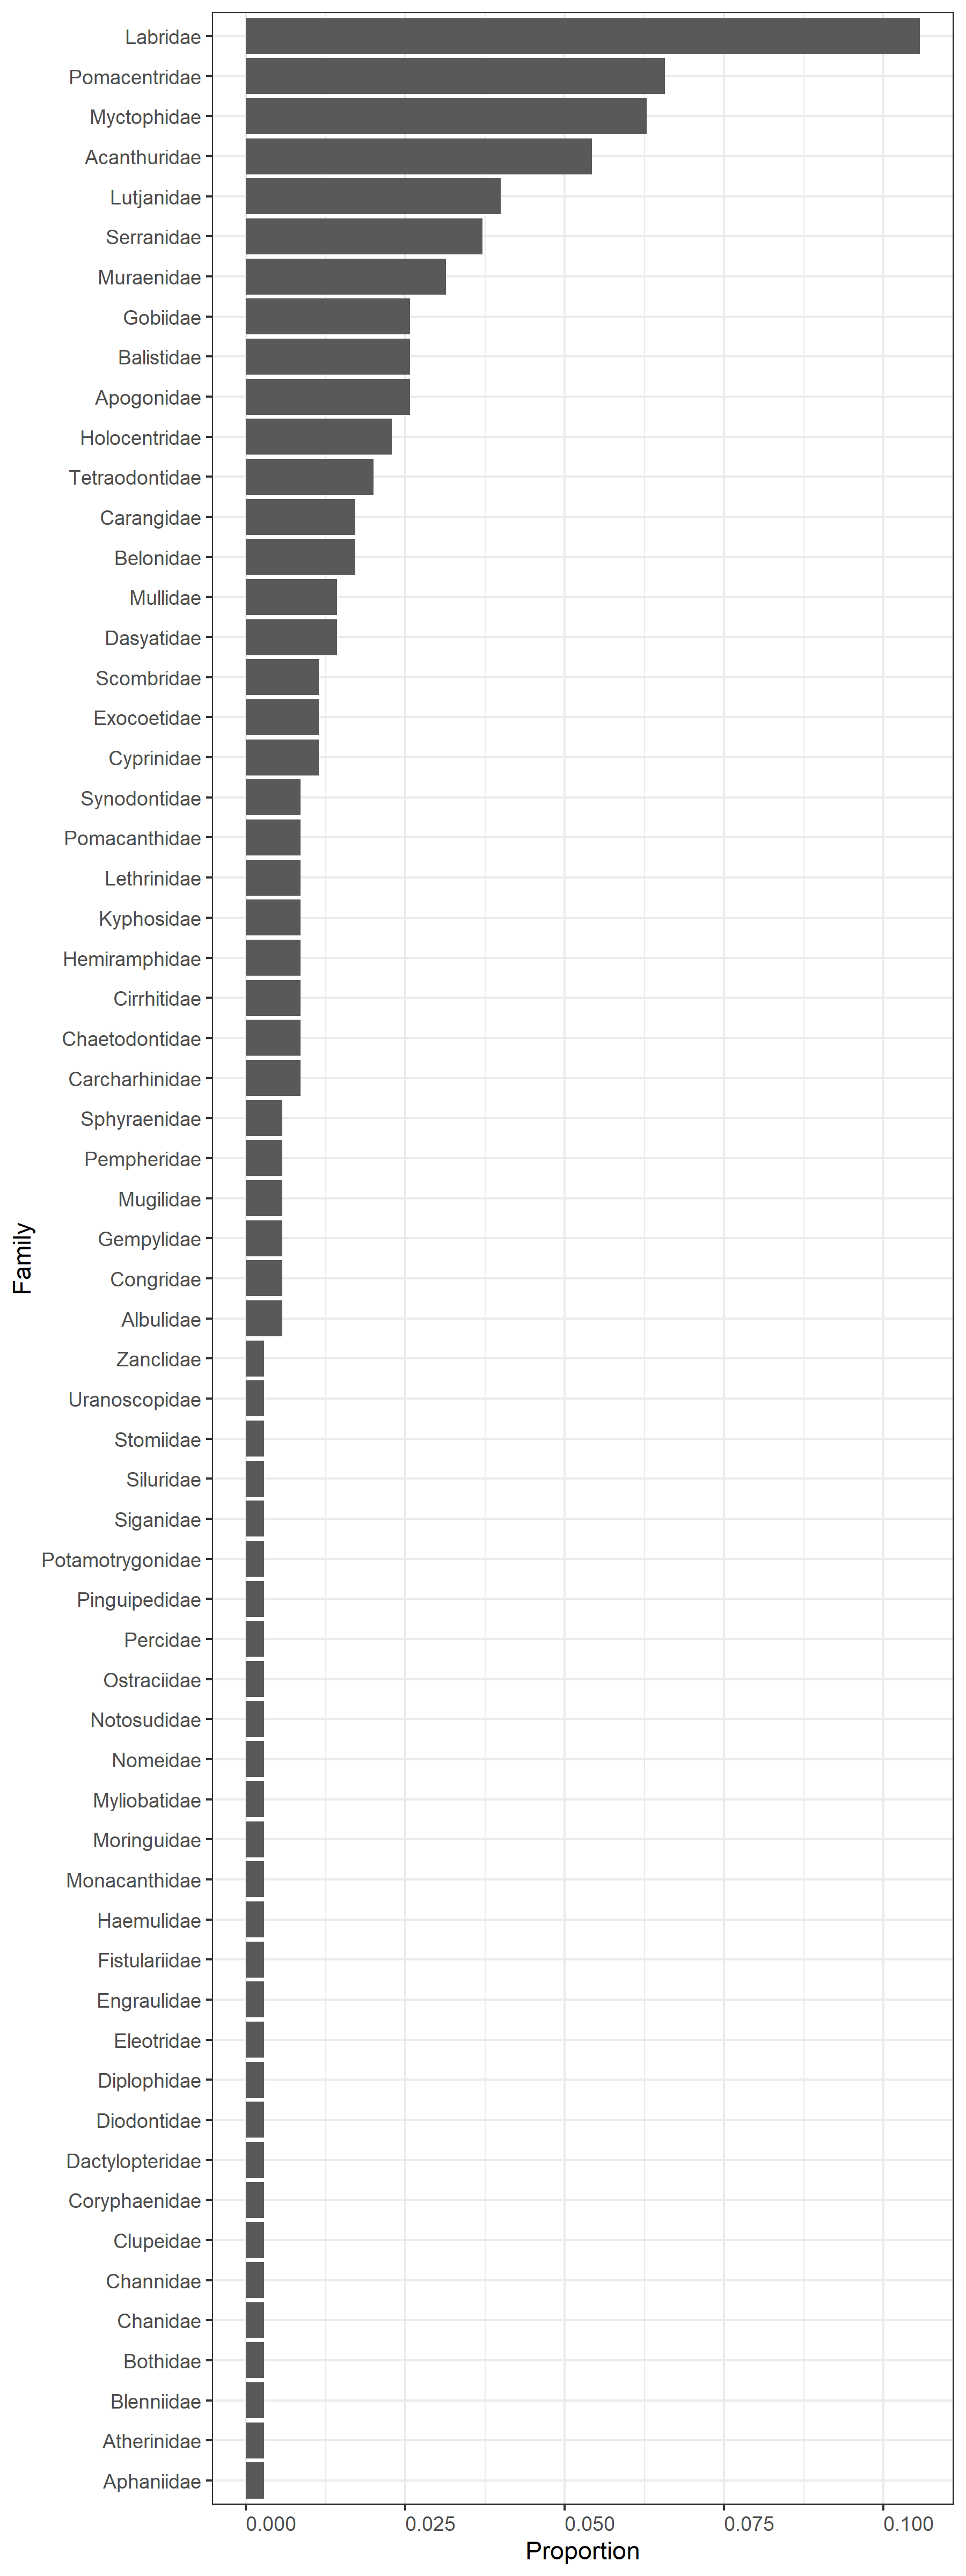 Labridae
Pomacentridae
Myctophidae
Acanthuridae
Lutjanidae
Serranidae
Muraenidae
Gobiidae
Balistidae
Apogonidae
Holocentridae
Tetraodontidae
Carangidae
Belonidae
Mullidae
Dasyatidae
Scombridae
Exocoetidae
Cyprinidae
Synodontidae
Pomacanthidae
Lethrinidae
Kyphosidae
Hemiramphidae
Cirrhitidae
Chaetodontidae
Carcharhinidae
Sphyraenidae
Pempheridae
Mugilidae
Gempylidae
Congridae
Albulidae
Zanclidae
Uranoscopidae
Stomiidae
Siluridae
Siganidae
Potamotrygonidae
Pinguipedidae
Percidae
Ostraciidae
Notosudidae
Nomeidae
Myliobatidae
Moringuidae
Monacanthidae
Haemulidae
Fistulariidae
Engraulidae
Eleotridae
Diplophidae
Diodontidae
Dactylopteridae
Coryphaenidae
Clupeidae
Channidae
Chanidae
Bothidae
Blenniidae
Atherinidae
Aphaniidae
Family
0.000 0.025 0.050 0.075 0.100
Proportion